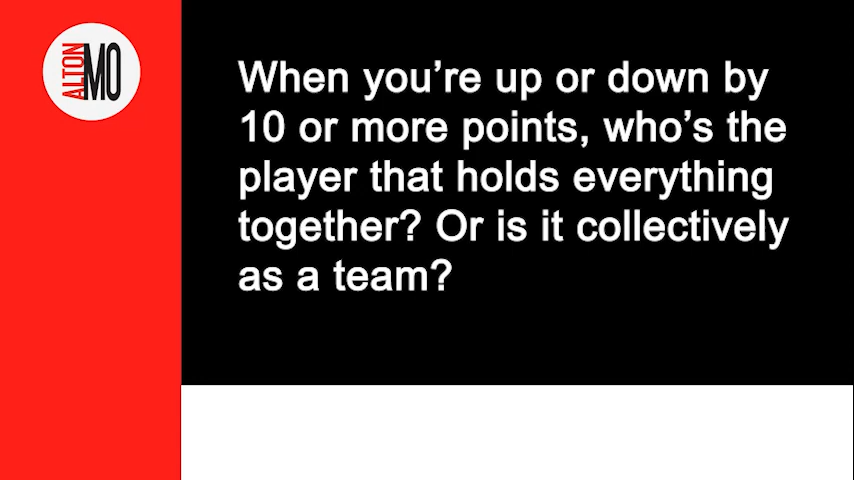 ALTON
MO
When you’re up or down by
10 or more points, who’s the
player that holds everything
together? Or is it collectively
as a team?